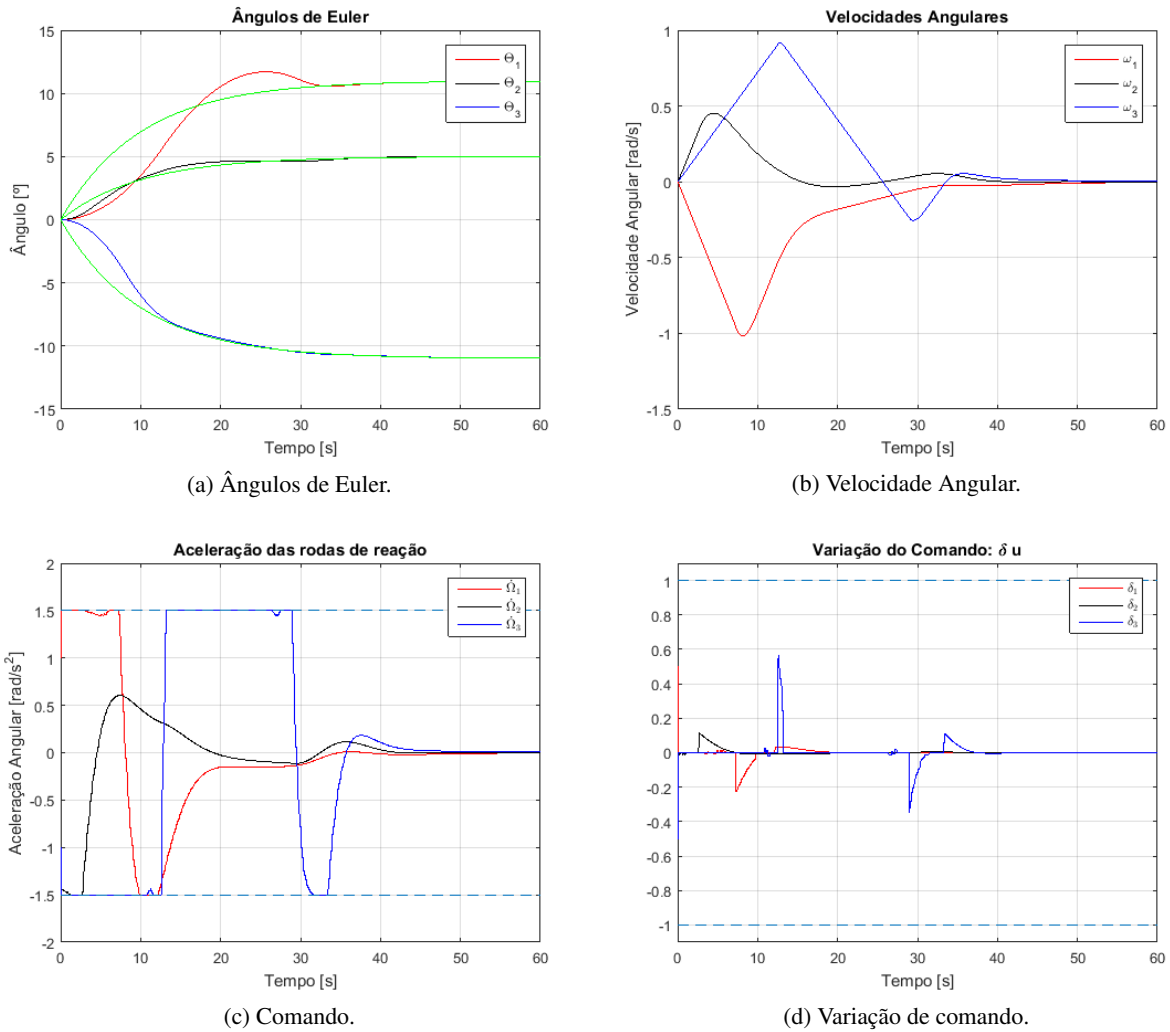 Ângulos de Euler
15
10
5
0
-5
-10
-15
Ângulo [º]
Θ1
Θ2
Θ3
0 10 20 30 40 50 60
Tempo [s]
(a) Ângulos de Euler.
Velocidades Angulares
1
0.5
0
-0.5
-1
-1.5
Velocidade Angular [rad/s]
ω1
ω2
ω3
0 10 20 30 40 50 60
Tempo [s]
(b) Velocidade Angular.
Aceleração das rodas de reação
2
1.5
1
0.5
0
-0.5
-1
-1.5
-2
Aceleração Angular [rad/s²]
Ω̇1
Ω̇2
Ω̇3
0 10 20 30 40 50 60
Tempo [s]
(c) Comando.
Variação do Comando: δ u
1
0.8
0.6
0.4
0.2
0
-0.2
-0.4
-0.6
-0.8
-1
δ1
δ2
δ3
0 10 20 30 40 50 60
Tempo [s]
(d) Variação de comando.